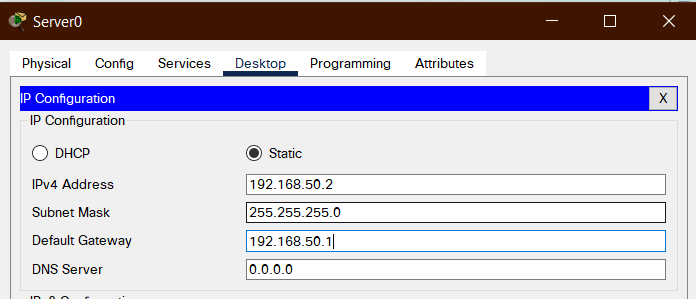 Server0
Physical Config Services Desktop Programming Attributes
IP Configuration X
IP Configuration
DHCP Static
IPv4 Address 192.168.50.2
Subnet Mask 255.255.255.0
Default Gateway 192.168.50.1
DNS Server 0.0.0.0